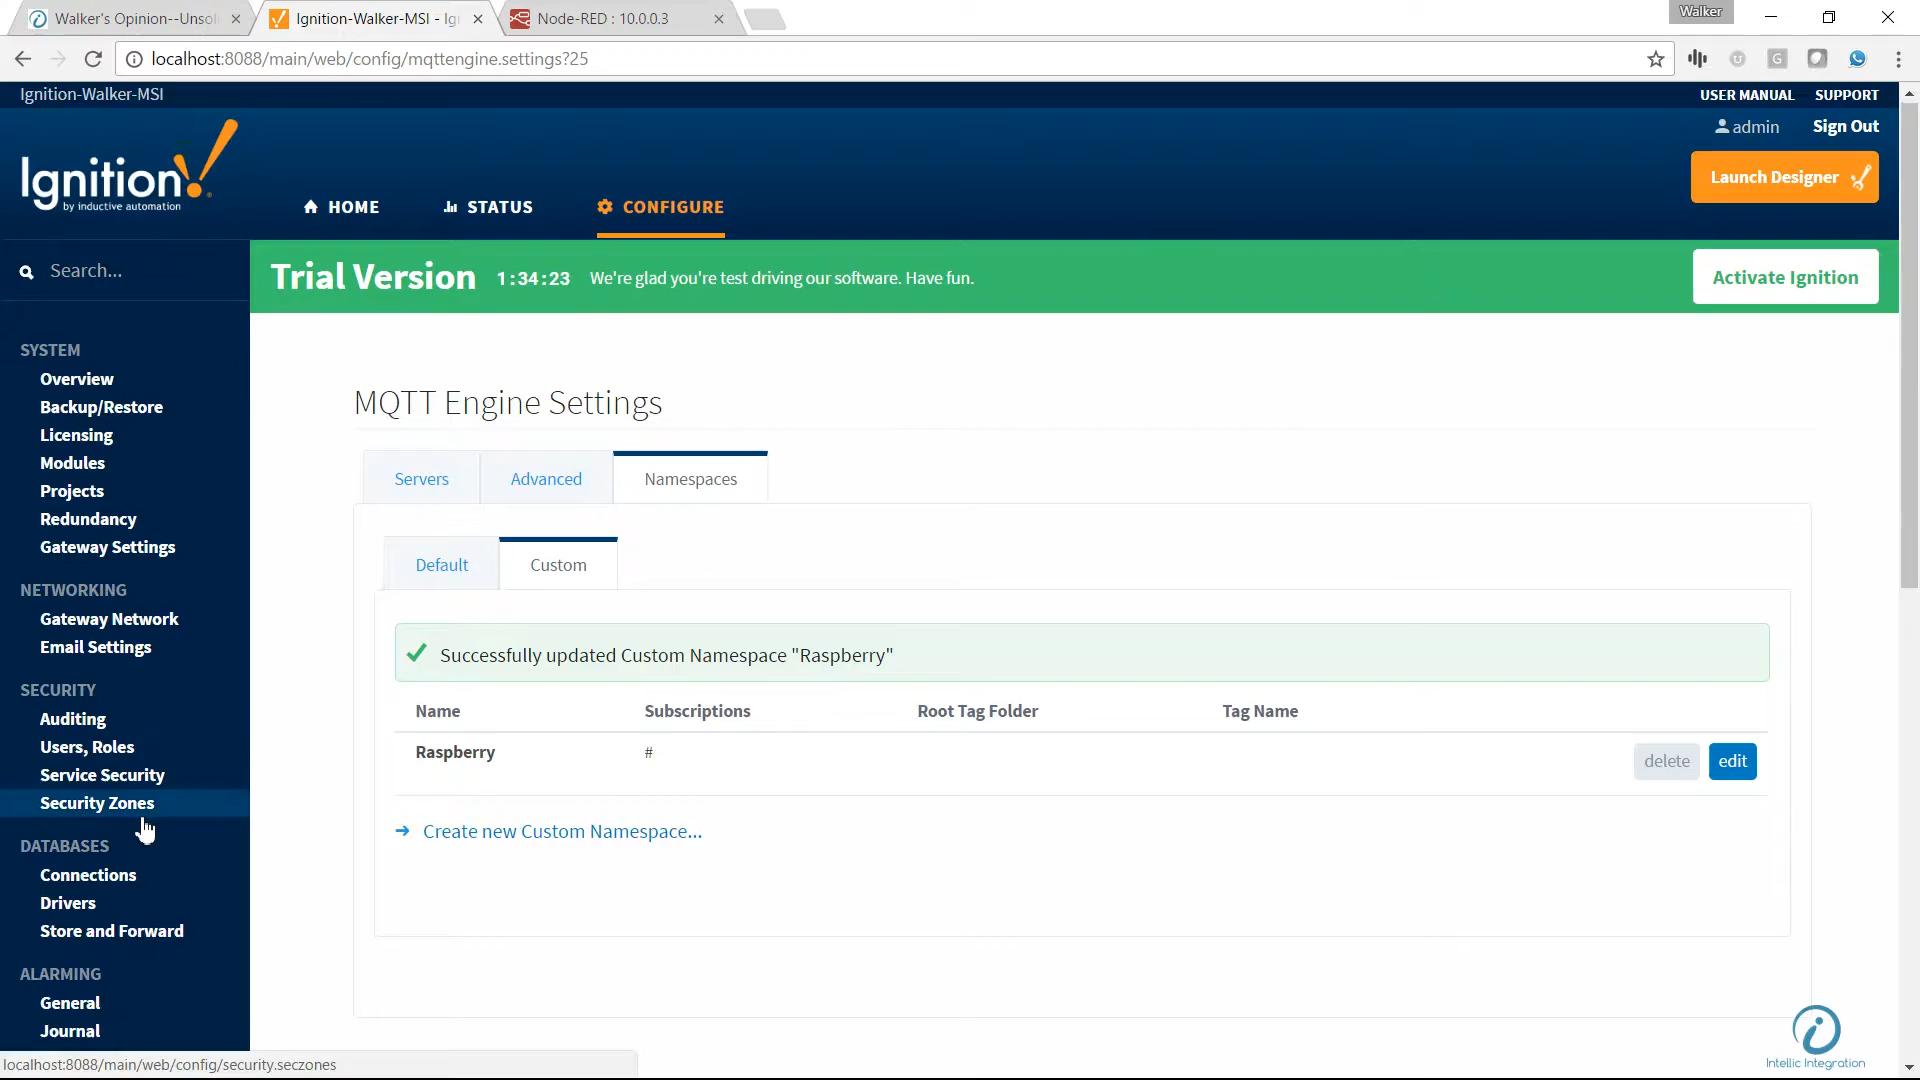 Walker's Opinion--Unsoli
Ignition-Walker-MSI - Ig
Node-RED : 10.0.0.3
Walker
localhost:8088/main/web/config/mqttengine.settings?25
Ignition-Walker-MSI
USER MANUAL SUPPORT
admin Sign Out
Ignition!
by inductive automation
Launch Designer
HOME STATUS CONFIGURE
Search...
Trial Version 1:34:23 We're glad you're test driving our software. Have fun.
Activate Ignition
SYSTEM
Overview
Backup/Restore
Licensing
Modules
Projects
Redundancy
Gateway Settings
NETWORKING
Gateway Network
Email Settings
SECURITY
Auditing
Users, Roles
Service Security
Security Zones
DATABASES
Connections
Drivers
Store and Forward
ALARMING
General
Journal
MQTT Engine Settings
Servers Advanced Namespaces
Default Custom
Successfully updated Custom Namespace "Raspberry"
Name Subscriptions Root Tag Folder Tag Name
Raspberry # delete edit
Create new Custom Namespace...
Intellic Integration
localhost:8088/main/web/config/security.seczones